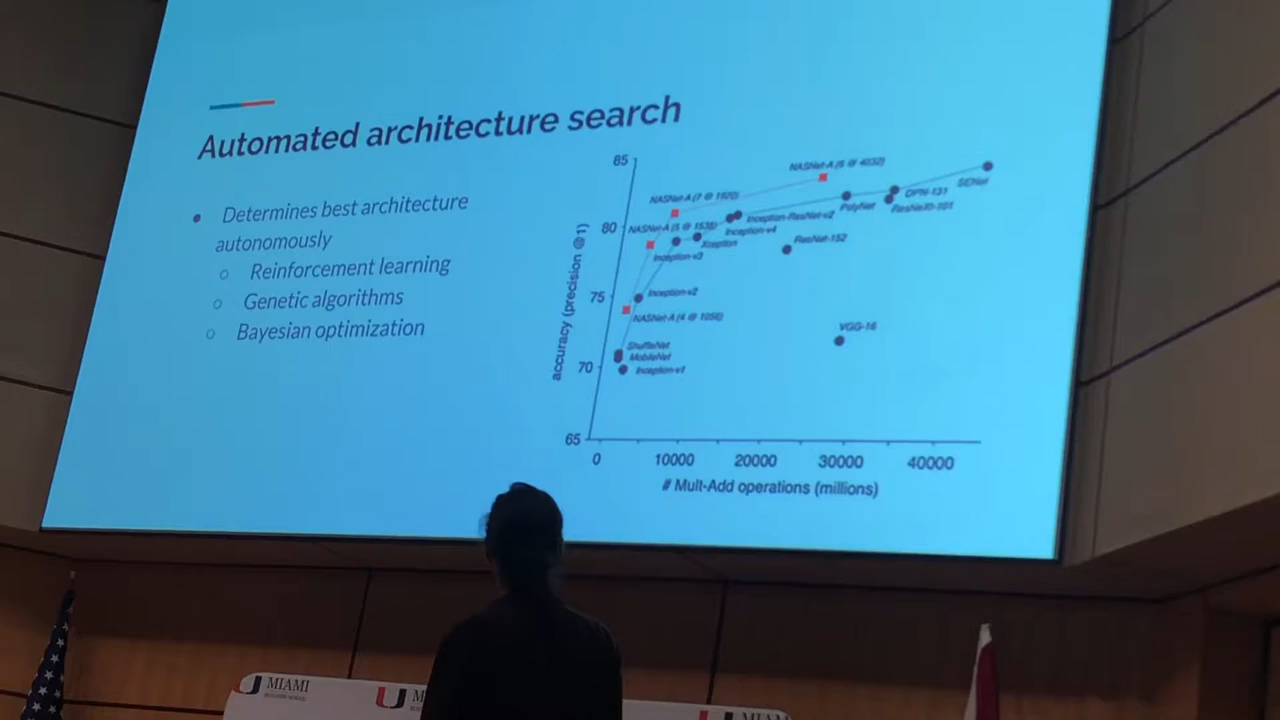 Automated architecture search
● Determines best architecture
autonomously
○ Reinforcement learning
○ Genetic algorithms
○ Bayesian optimization
accuracy (precision @1)
85
80
75
70
65
NASNet-A (6 @ 4032)
NASNet-A (7 @ 1920)
NASNet-A (5 @ 1538)
Inception-v3
Xception
Inception-ResNet-v2
Inception-v4
PolyNet
DPN-131
ResNeXt-101
SENet
ResNet-152
Inception-v2
NASNet-A (4 @ 1056)
VGG-16
ShuffleNet
MobileNet
Inception-v1
0 10000 20000 30000 40000
# Mult-Add operations (millions)
MIAMI
MIAMI